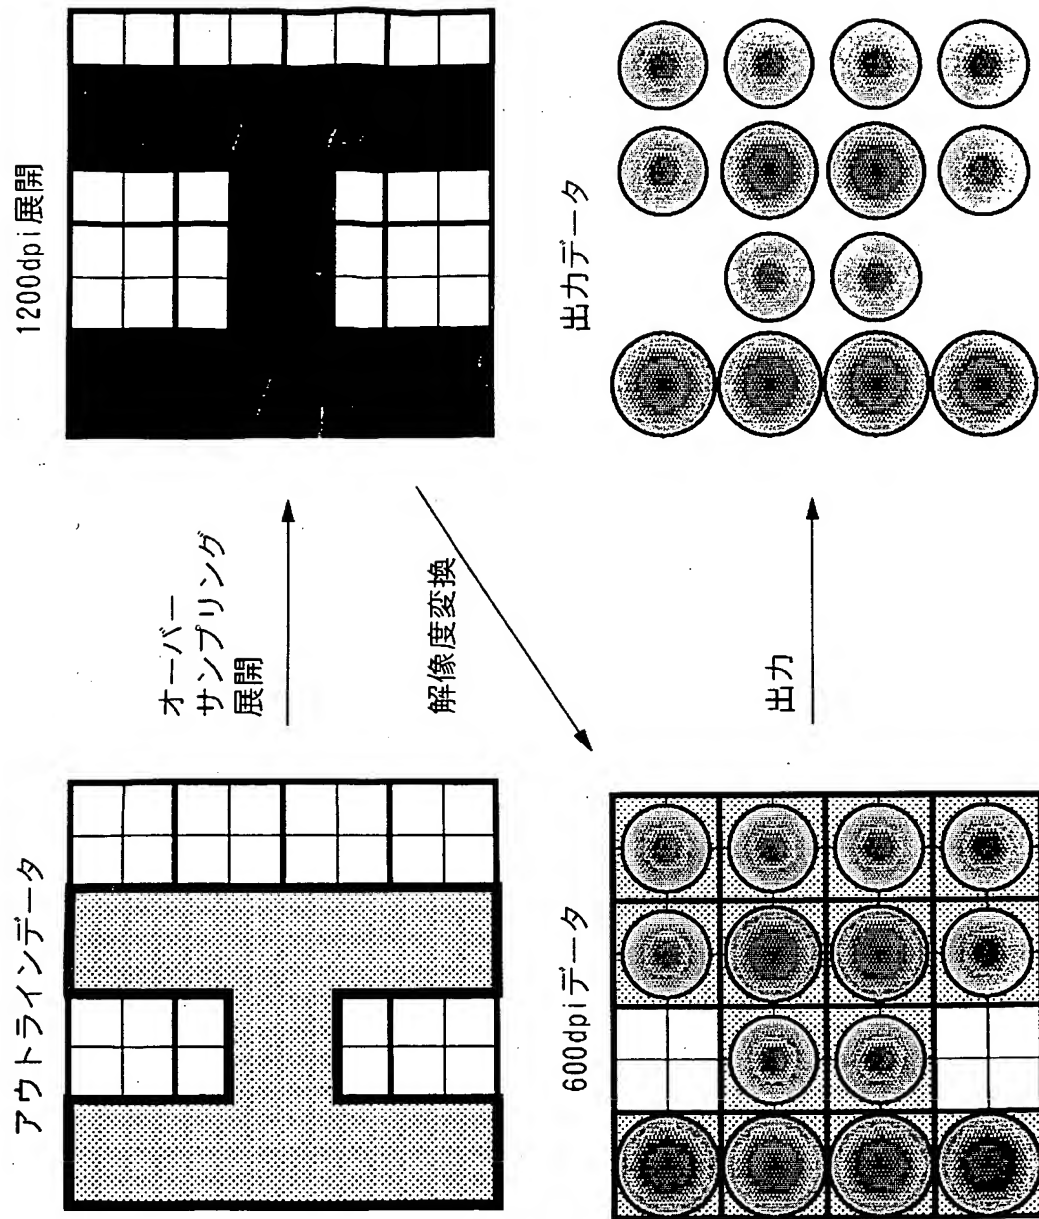 アウトラインデータ
オーバー
サンプリング
展開
1200dpi展開
解像度変換
600dpiデータ
出力
出力データ